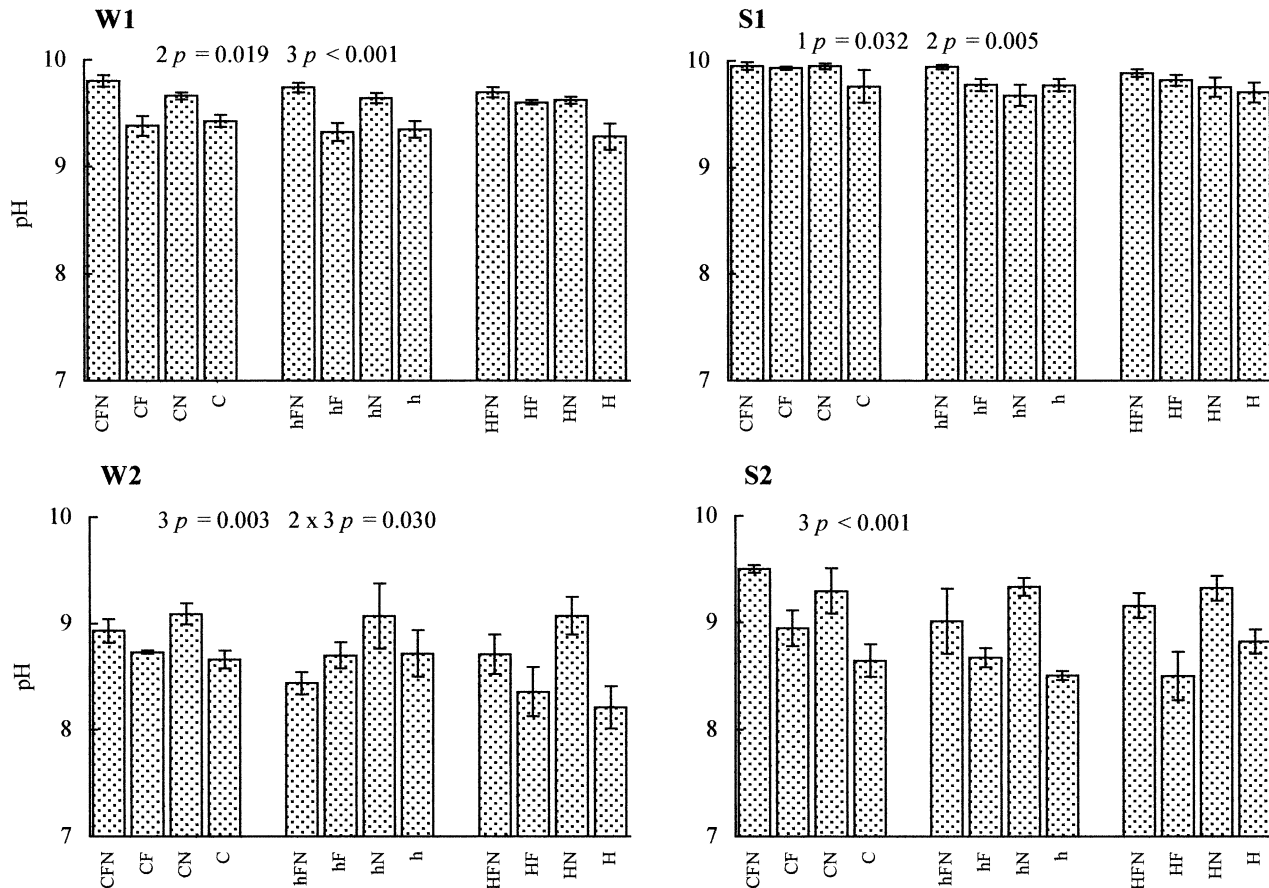 W1
2 p = 0.019 3 p < 0.001
10
9
8
7
pH
CFN CF CN C hFN hF hN h HFN HF HN H
S1
1 p = 0.032 2 p = 0.005
10
9
8
7
CFN CF CN C hFN hF hN h HFN HF HN H
W2
3 p = 0.003 2 x 3 p = 0.030
10
9
8
7
pH
CFN CF CN C hFN hF hN h HFN HF HN H
S2
3 p < 0.001
10
9
8
7
CFN CF CN C hFN hF hN h HFN HF HN H